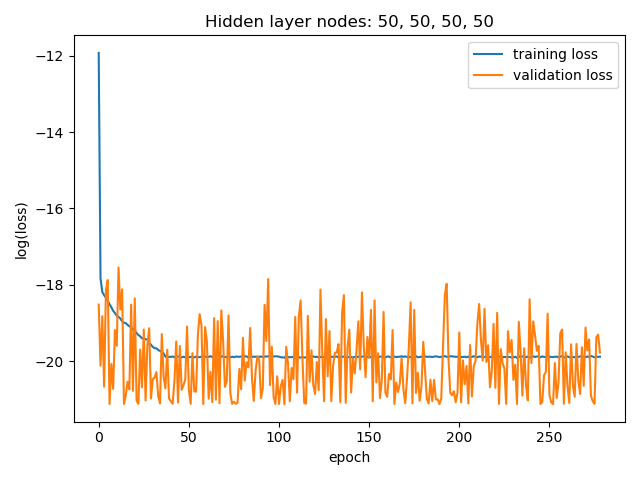 Hidden layer nodes: 50, 50, 50, 50
training loss
validation loss
log(loss)
−12
−14
−16
−18
−20
0
50
100
150
200
250
epoch